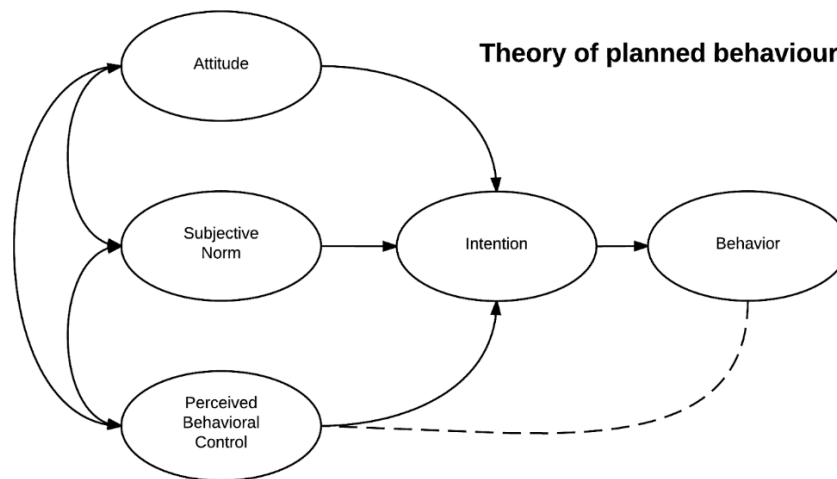 Theory of planned behaviour
Attitude
Subjective
Norm
Intention
Behavior
Perceived
Behavioral
Control